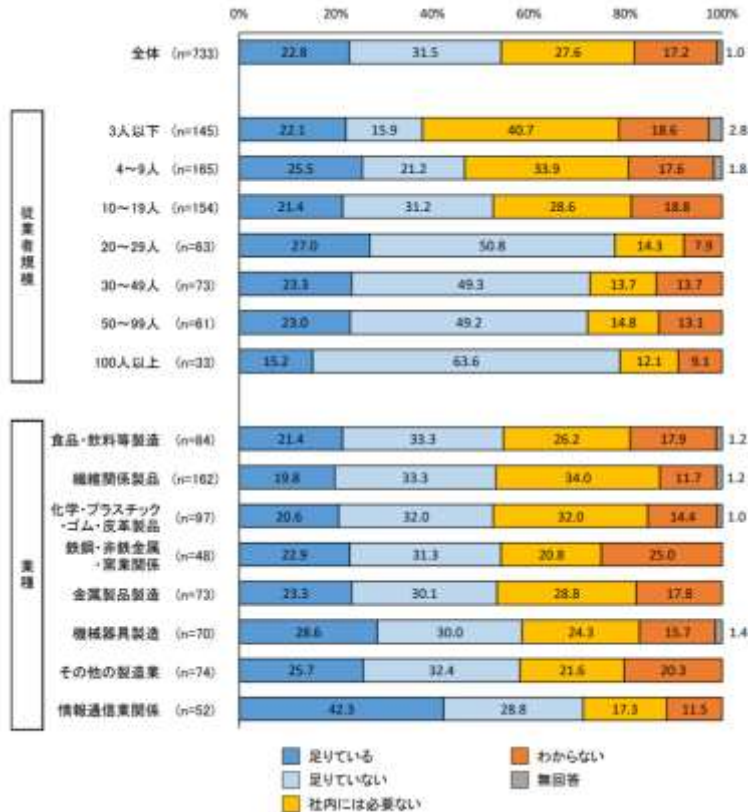 0% 20% 40% 60% 80% 100%
全体 (n=733) 22.8 31.5 27.6 17.2 1.0
従業者規模
3人以下 (n=145) 22.1 15.9 40.7 18.6 2.8
4～9人 (n=165) 25.5 21.2 33.9 17.6 1.8
10～19人 (n=154) 21.4 31.2 28.6 18.8
20～29人 (n=63) 27.0 50.8 14.3 7.9
30～49人 (n=73) 23.3 49.3 13.7 13.7
50～99人 (n=61) 23.0 49.2 14.8 13.1
100人以上 (n=33) 15.2 63.6 12.1 9.1
業種
食品・飲料等製造 (n=84) 21.4 33.3 26.2 17.9 1.2
繊維関係製品 (n=162) 19.8 33.3 34.0 11.7 1.2
化学・プラスチック
・ゴム・皮革製品 (n=97) 20.6 32.0 32.0 14.4 1.0
鉄鋼・非鉄金属
・窯業関係 (n=48) 22.9 31.3 20.8 25.0
金属製品製造 (n=73) 23.3 30.1 28.8 17.8
機械器具製造 (n=70) 28.6 30.0 24.3 15.7 1.4
その他の製造業 (n=74) 25.7 32.4 21.6 20.3
情報通信業関係 (n=52) 42.3 28.8 17.3 11.5
足りている わからない
足りていない 無回答
社内には必要ない